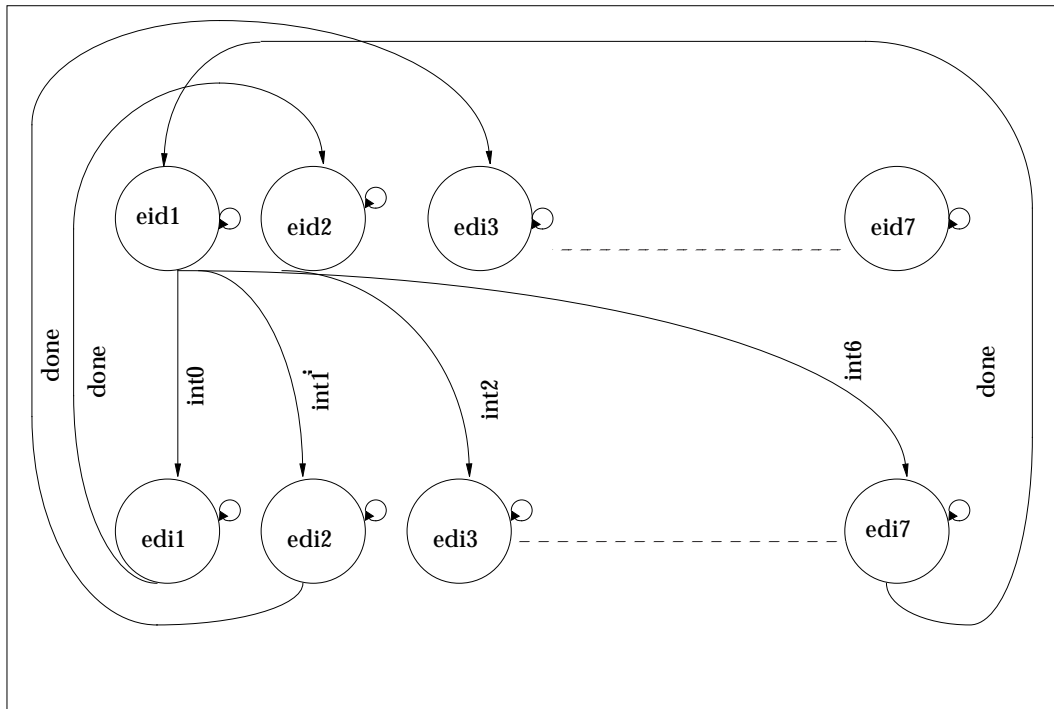 eid1
eid2
edi3
eid7
done
done
int0
int1
int2
int6
done
edi1
edi2
edi3
edi7